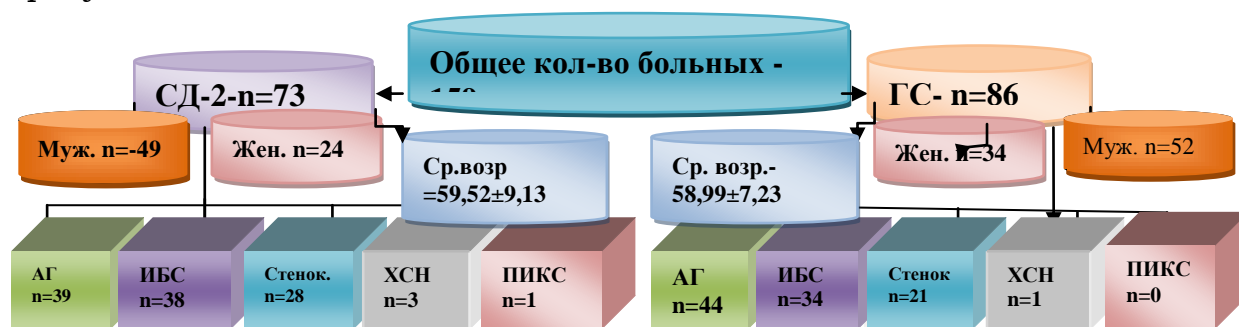 Общее кол-во больных -
СД-2-n=73
ГС- n=86
Муж. n=-49
Жен. n=24
Ср.возр
=59,52±9,13
Ср. возр.-
58,99±7,23
Жен. n=34
Муж. n=52
АГ
n=39
ИБС
n=38
Стенок.
n=28
ХСН
n=3
ПИКС
n=1
АГ
n=44
ИБС
n=34
Стенок
n=21
ХСН
n=1
ПИКС
n=0